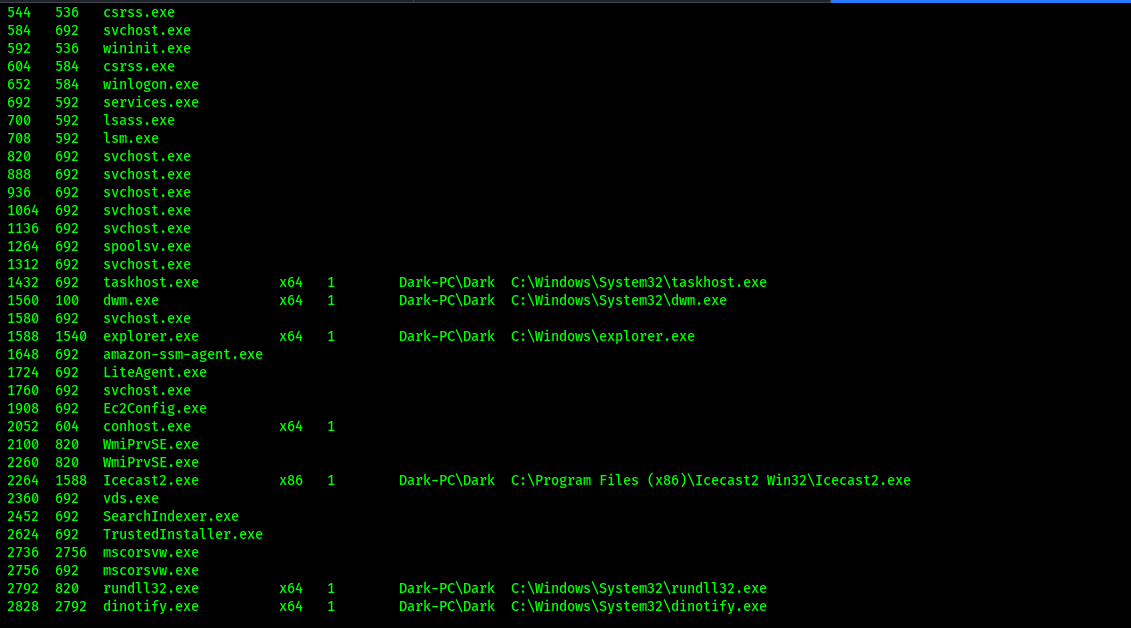 544   536   csrss.exe
584   692   svchost.exe
592   536   wininit.exe
604   584   csrss.exe
652   584   winlogon.exe
692   592   services.exe
700   592   lsass.exe
708   592   lsm.exe
820   692   svchost.exe
888   692   svchost.exe
936   692   svchost.exe
1064  692   svchost.exe
1136  692   svchost.exe
1264  692   spoolsv.exe
1312  692   svchost.exe
1432  692   taskhost.exe          x64   1        Dark-PC\Dark  C:\Windows\System32\taskhost.exe
1560  100   dwm.exe               x64   1        Dark-PC\Dark  C:\Windows\System32\dwm.exe
1580  692   svchost.exe
1588  1540  explorer.exe          x64   1        Dark-PC\Dark  C:\Windows\explorer.exe
1648  692   amazon-ssm-agent.exe
1724  692   LiteAgent.exe
1760  692   svchost.exe
1908  692   Ec2Config.exe
2052  604   conhost.exe           x64   1
2100  820   WmiPrvSE.exe
2260  820   WmiPrvSE.exe
2264  1588  Icecast2.exe          x86   1        Dark-PC\Dark  C:\Program Files (x86)\Icecast2 Win32\Icecast2.exe
2360  692   vds.exe
2452  692   SearchIndexer.exe
2624  692   TrustedInstaller.exe
2736  2756  mscorsvw.exe
2756  692   mscorsvw.exe
2792  820   rundll32.exe          x64   1        Dark-PC\Dark  C:\Windows\System32\rundll32.exe
2828  2792  dinotify.exe          x64   1        Dark-PC\Dark  C:\Windows\System32\dinotify.exe